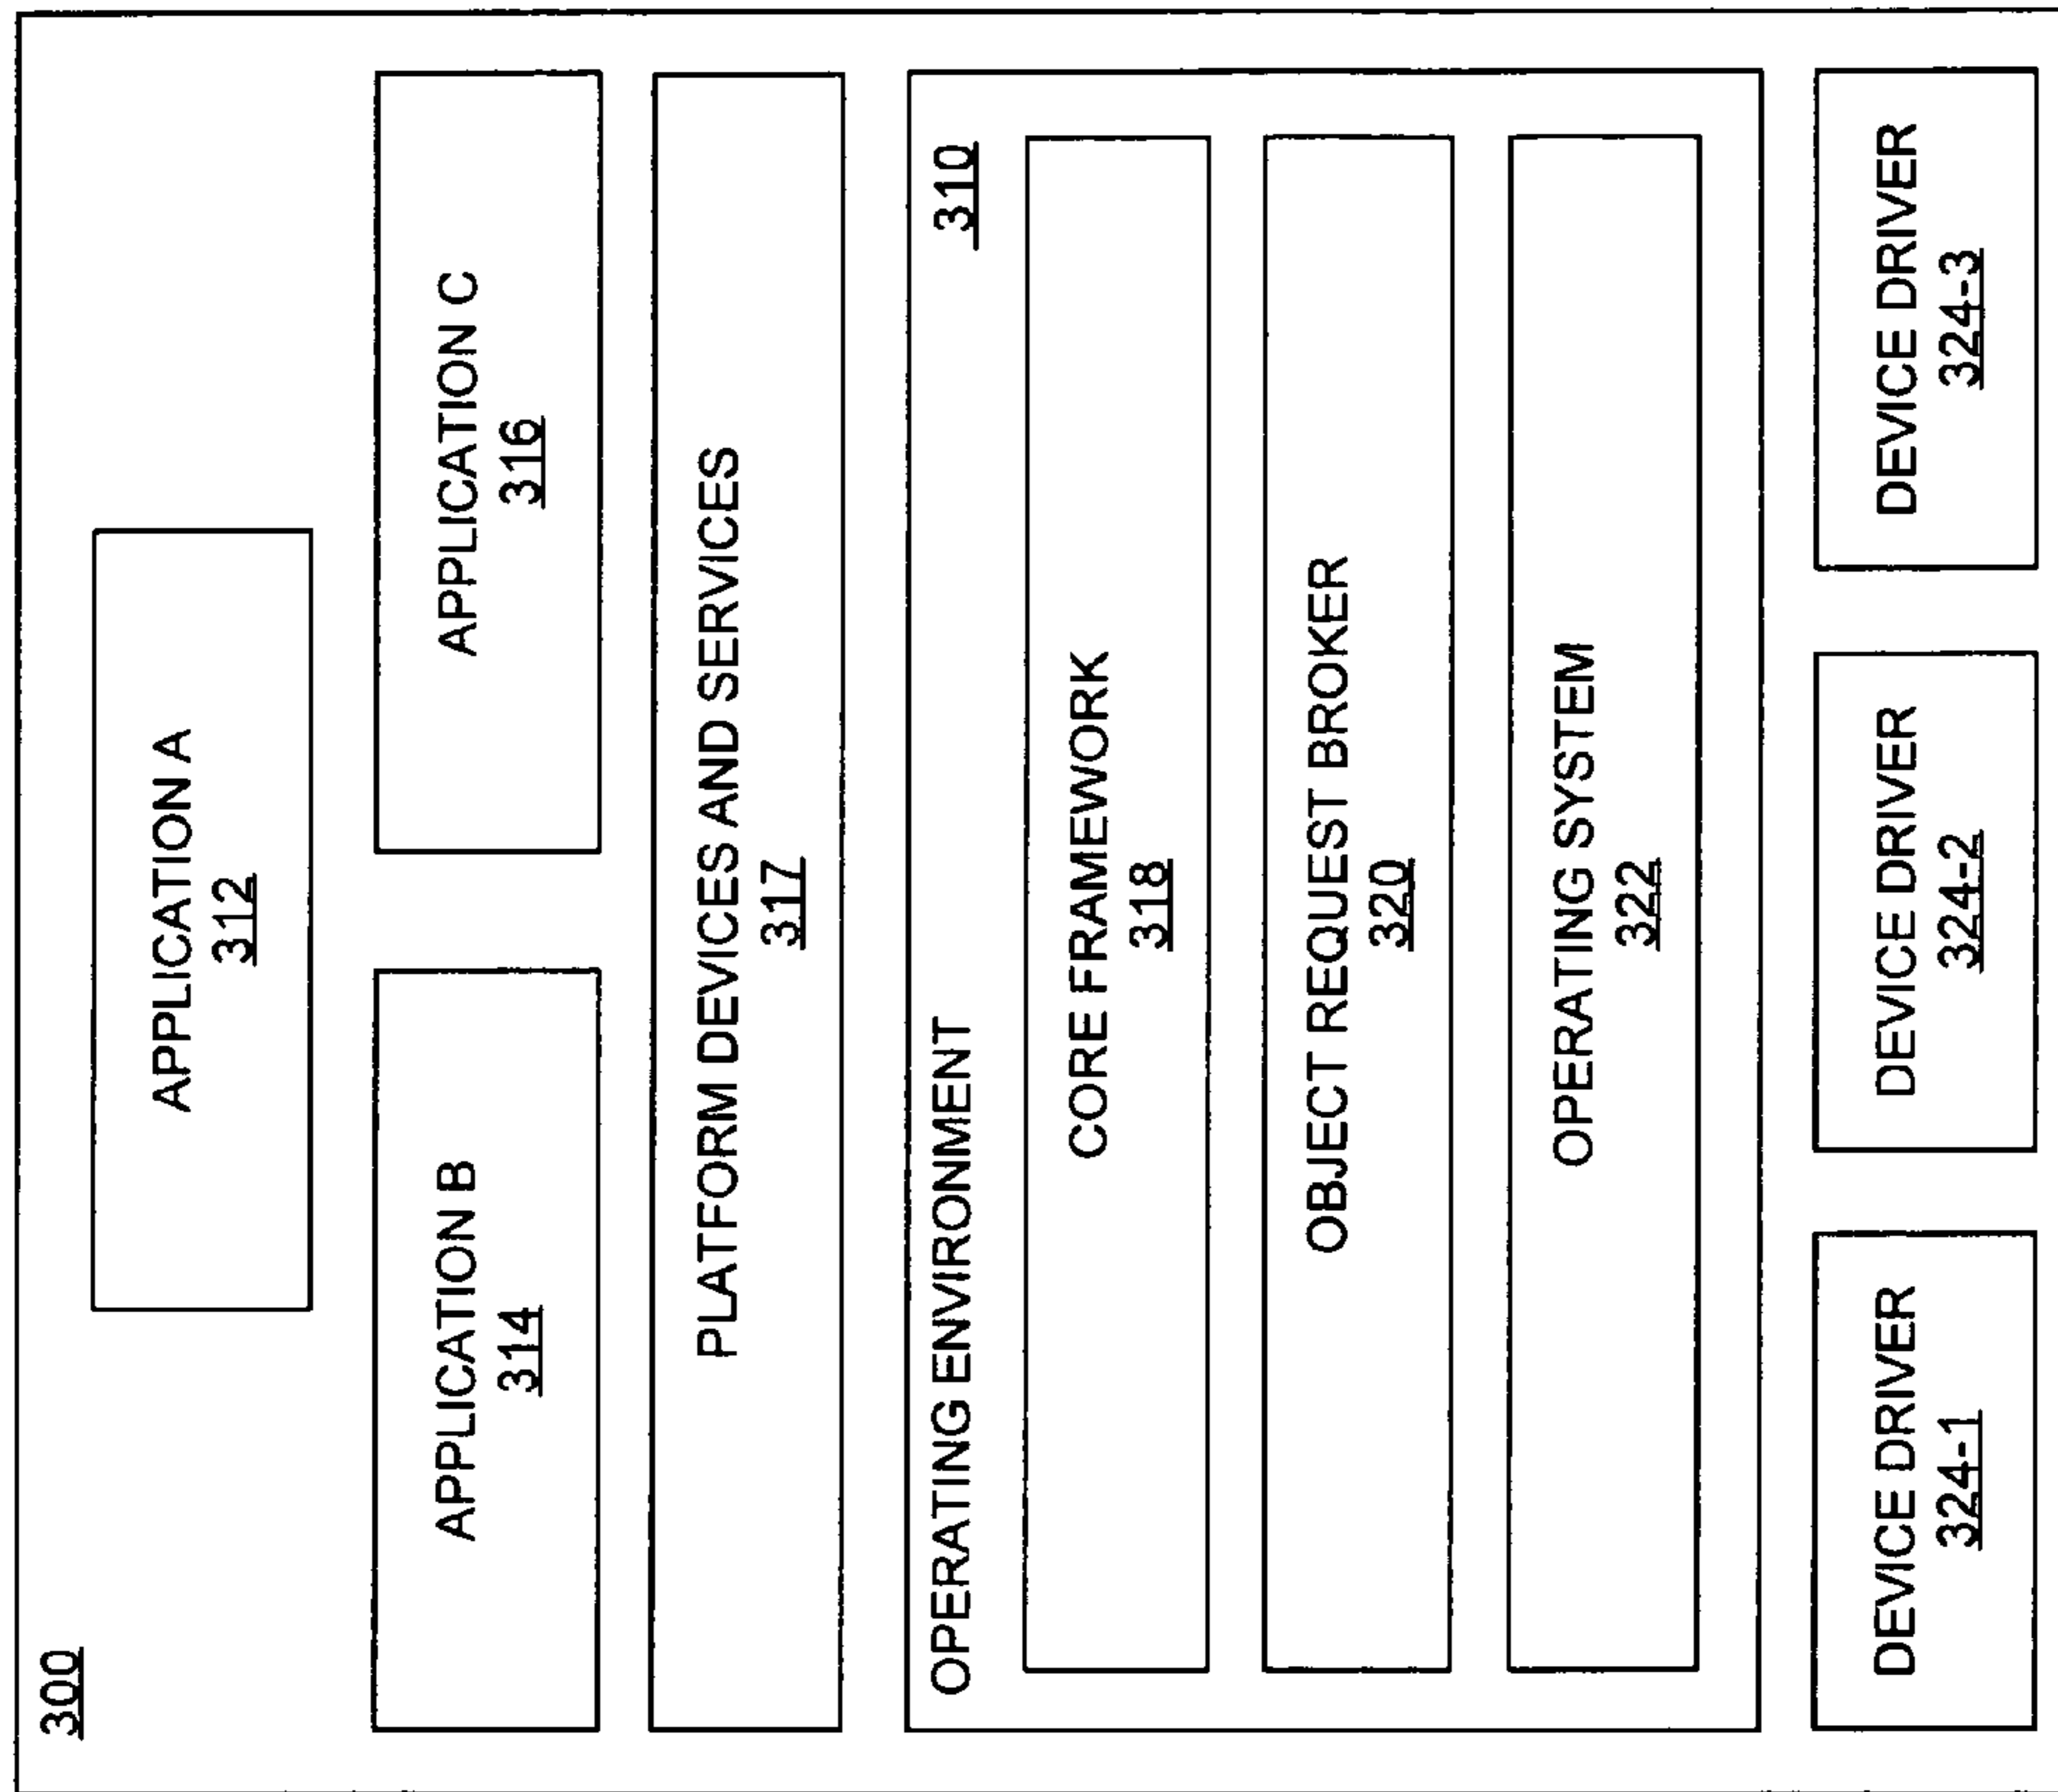 300
APPLICATION A
312
APPLICATION B
314
APPLICATION C
316
PLATFORM DEVICES AND SERVICES
317
OPERATING ENVIRONMENT
310
CORE FRAMEWORK
318
OBJECT REQUEST BROKER
320
OPERATING SYSTEM
322
DEVICE DRIVER
324-1
DEVICE DRIVER
324-2
DEVICE DRIVER
324-3